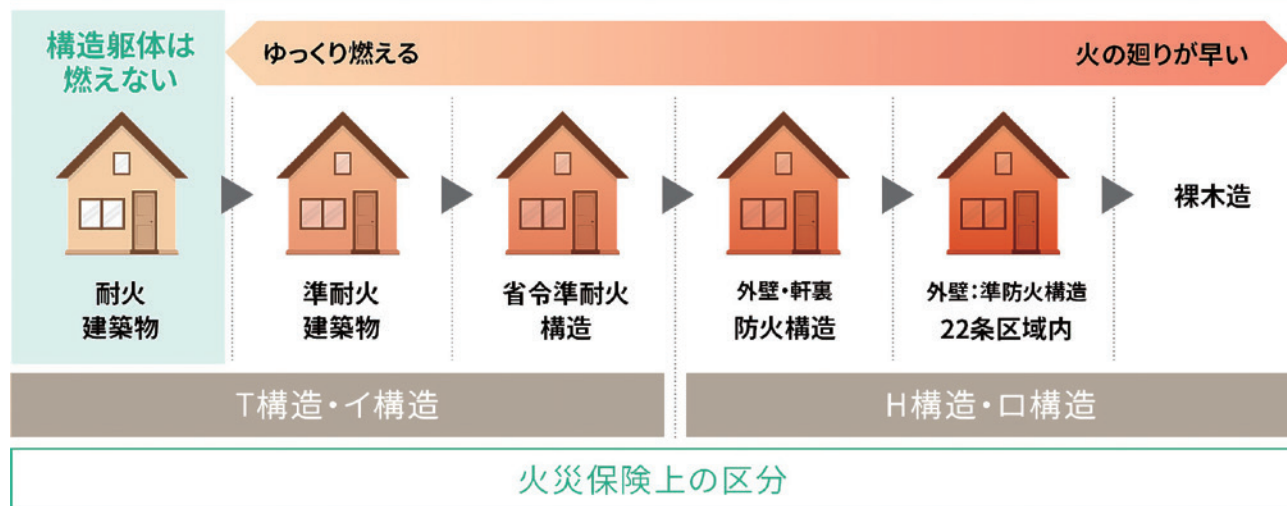 構造躯体は
燃えない
ゆっくり燃える
火の廻りが早い
耐火
建築物
準耐火
建築物
省令準耐火
構造
外壁・軒裏
防火構造
外壁:準防火構造
22条区域内
裸木造
T構造・イ構造
H構造・ロ構造
火災保険上の区分